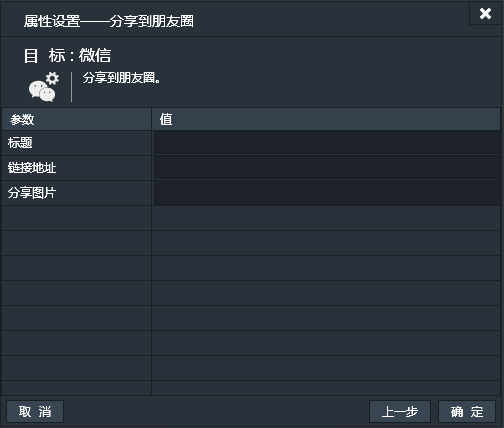 属性设置——分享到朋友圈
目 标 : 微信
分享到朋友圈。
参数 值
标题
链接地址
分享图片
取 消 上一步 确 定